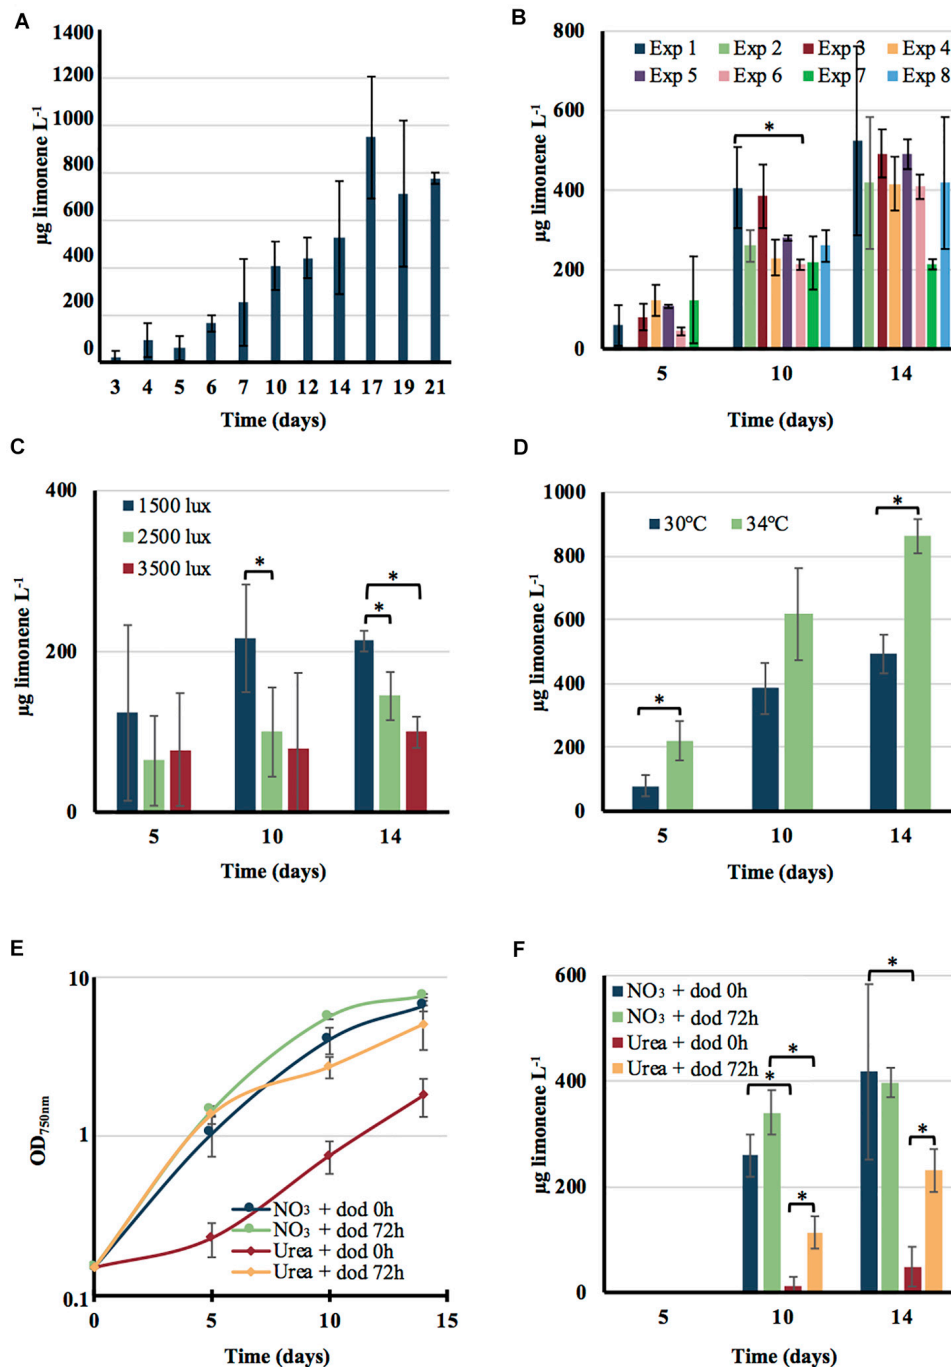 A
1400
1200
1000
800
600
400
200
0
µg limonene L-1
3 4 5 6 7 10 12 14 17 19 21
Time (days)
B
800
600
400
200
0
µg limonene L-1
Exp 1 Exp 2 Exp 3 Exp 4
Exp 5 Exp 6 Exp 7 Exp 8
*
5 10 14
Time (days)
C
400
200
0
µg limonene L-1
1500 lux
2500 lux
3500 lux
*
*
*
5 10 14
Time (days)
D
1000
800
600
400
200
0
µg limonene L-1
30°C 34°C
*
*
5 10 14
Time (days)
E
10
1
0.1
OD750nm
NO3 + dod 0h
NO3 + dod 72h
Urea + dod 0h
Urea + dod 72h
0 5 10 15
Time (days)
F
600
400
200
0
µg limonene L-1
NO3 + dod 0h
NO3 + dod 72h
Urea + dod 0h
Urea + dod 72h
*
*
*
*
*
5 10 14
Time (days)